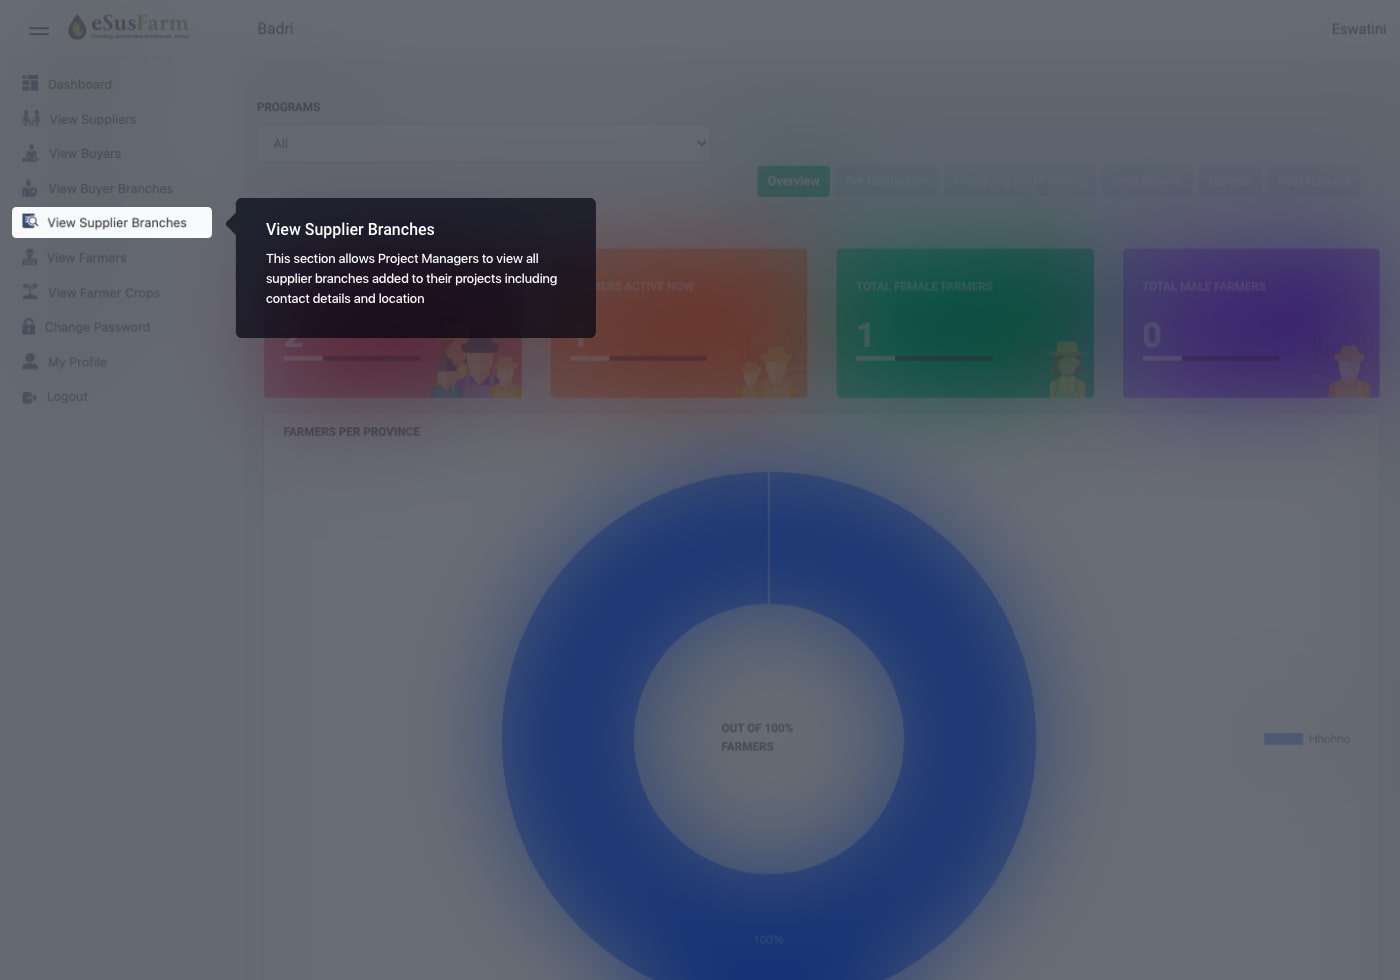 eSusFarm
Badri
Eswatini
Dashboard
View Suppliers
View Buyers
View Buyer Branches
View Supplier Branches
View Farmers
View Farmer Crops
Change Password
My Profile
Logout
PROGRAMS
All
Overview
Pre Cultivation
Ploughing And Planting
Crop Growth
Harvest
Post Harvest
View Supplier Branches
This section allows Project Managers to view all
supplier branches added to their projects including
contact details and location
2
MERS ACTIVE NOW
1
TOTAL FEMALE FARMERS
1
TOTAL MALE FARMERS
0
FARMERS PER PROVINCE
OUT OF 100%
FARMERS
Hhohho
100%